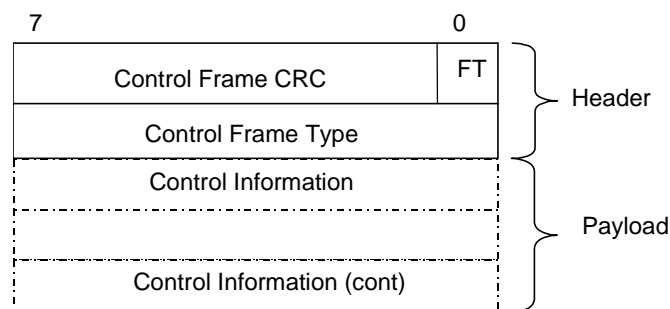 7 0
Control Frame CRC FT
Header
Control Frame Type
Control Information
Payload
Control Information (cont)